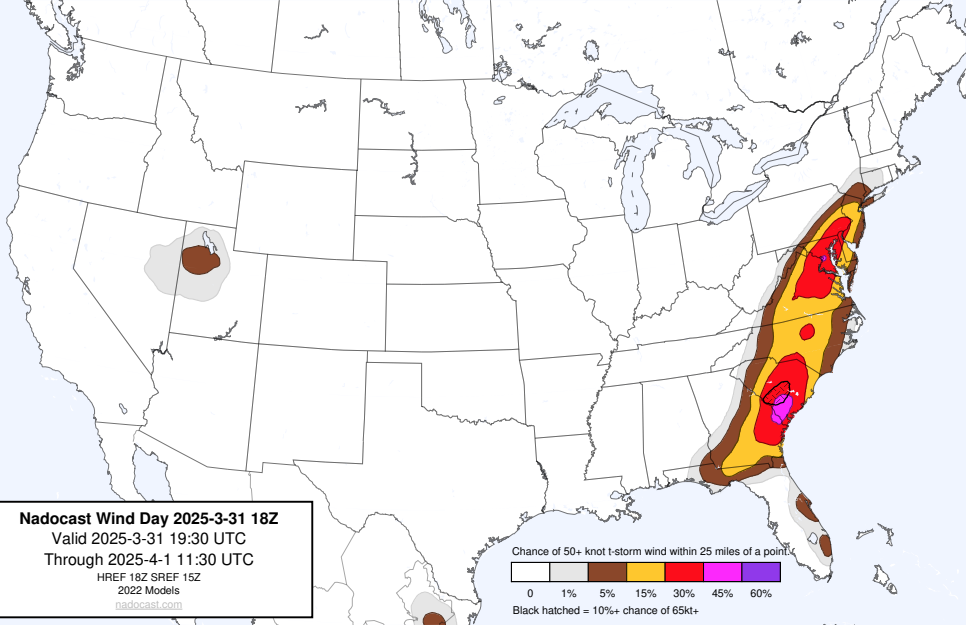 Nadocast Wind Day 2025-3-31 18Z
Valid 2025-3-31 19:30 UTC
Through 2025-4-1 11:30 UTC
HREF 18Z SREF 15Z
2022 Models
nadocast.com
Chance of 50+ knot t-storm wind within 25 miles of a point.
0 1% 5% 15% 30% 45% 60%
Black hatched = 10%+ chance of 65kt+